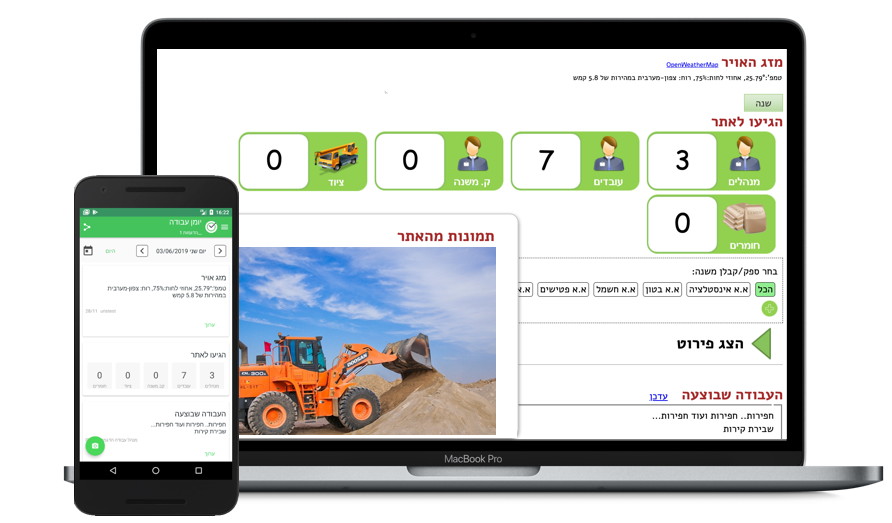 מזג האויר OpenWeatherMap
טמפ':25.79°, אחוזי לחות:75%, רוח: צפון-מערבית במהירות של 5.8 קמש
שנה
הגיעו לאתר
3
מנהלים
7
עובדים
0
ק. משנה
0
ציוד
0
חומרים
תמונות מהאתר
DOOSAN
בחר ספק/קבלן משנה:
הכל
א.א אינסטלציה
א.א בטון
א.א חשמל
א.א פטישים
א.א
הצג פירוט
העבודה שבוצעה עדכן
חפירות.. חפירות ועוד חפירות...
שבירת קירות
MacBook Pro
16:22
יומן עבודה
יום שני 03/06/2019
היום
מזג אויר
טמפ':25.79°, אחוזי לחות:75%, רוח: צפון-מערבית
במהירות של 5.8 קמש
ערוך
הגיעו לאתר
3 7 0 0 0
מנהלים עובדים קב. משנה ציוד חומרים
העבודה שבוצעה
חפירות.. חפירות ועוד חפירות...
שבירת קירות
ערוך